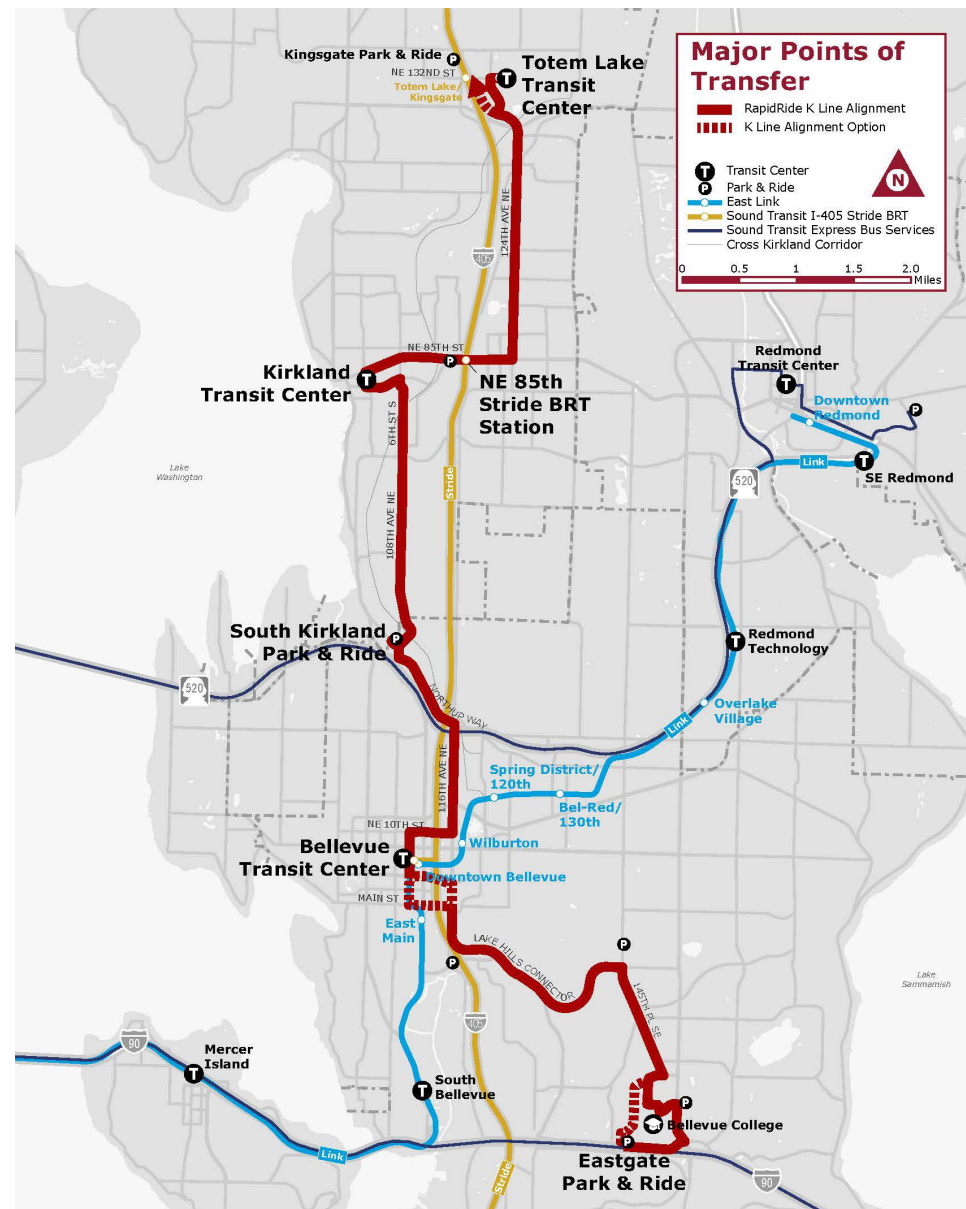 Major Points of
Transfer
RapidRide K Line Alignment
K Line Alignment Option
T Transit Center
P Park & Ride
East Link
Sound Transit I-405 Stride BRT
Sound Transit Express Bus Services
Cross Kirkland Corridor
N
0 0.5 1 1.5 2.0
Miles
Kingsgate Park & Ride
P
NE 132ND ST
Totem Lake/
Kingsgate
T
Totem Lake
Transit
Center
124TH AVE NE
405
NE 85TH ST
P
Kirkland
Transit Center
T
NE 85th
Stride BRT
Station
6TH ST S
108TH AVE NE
Stride
Lake
Washington
Redmond
Transit Center
T
P
Downtown
Redmond
Link
T
SE Redmond
520
South Kirkland
Park & Ride
P
T
Redmond
Technology
520
NORTHUP WAY
Overlake
Village
Link
116TH AVE NE
Spring District/
120th
Bel-Red/
130th
NE 10TH ST
Wilburton
Bellevue
Transit Center
T
Downtown Bellevue
MAIN ST
East
Main
P
LAKE HILLS CONNECTOR
P
145TH PL SE
Lake
Sammamish
405
90
Mercer
Island
T
T
South
Bellevue
P
Bellevue College
P
Link
Eastgate
Park & Ride
Stride
90